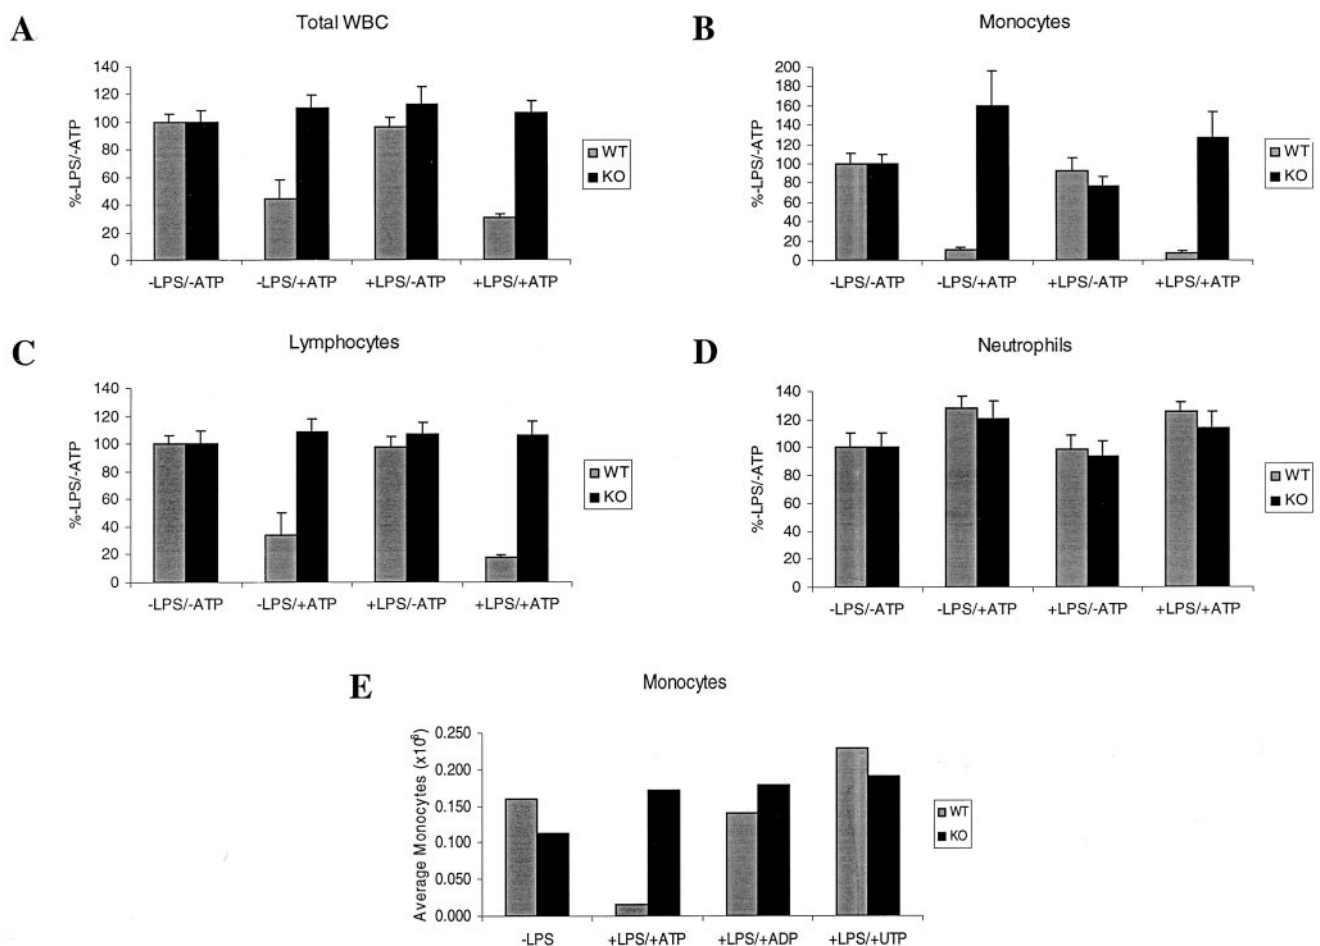 A
Total WBC
%-LPS/-ATP
140
120
100
80
60
40
20
0
-LPS/-ATP -LPS/+ATP +LPS/-ATP +LPS/+ATP
WT
KO
B
Monocytes
%-LPS/-ATP
200
180
160
140
120
100
80
60
40
20
0
-LPS/-ATP -LPS/+ATP +LPS/-ATP +LPS/+ATP
WT
KO
C
Lymphocytes
%-LPS/-ATP
140
120
100
80
60
40
20
0
-LPS/-ATP -LPS/+ATP +LPS/-ATP +LPS/+ATP
WT
KO
D
Neutrophils
%-LPS/-ATP
140
120
100
80
60
40
20
0
-LPS/-ATP -LPS/+ATP +LPS/-ATP +LPS/+ATP
WT
KO
E
Monocytes
Average Monocytes (x10⁶)
0.250
0.200
0.150
0.100
0.050
0.000
-LPS +LPS/+ATP +LPS/+ADP +LPS/+UTP
WT
KO